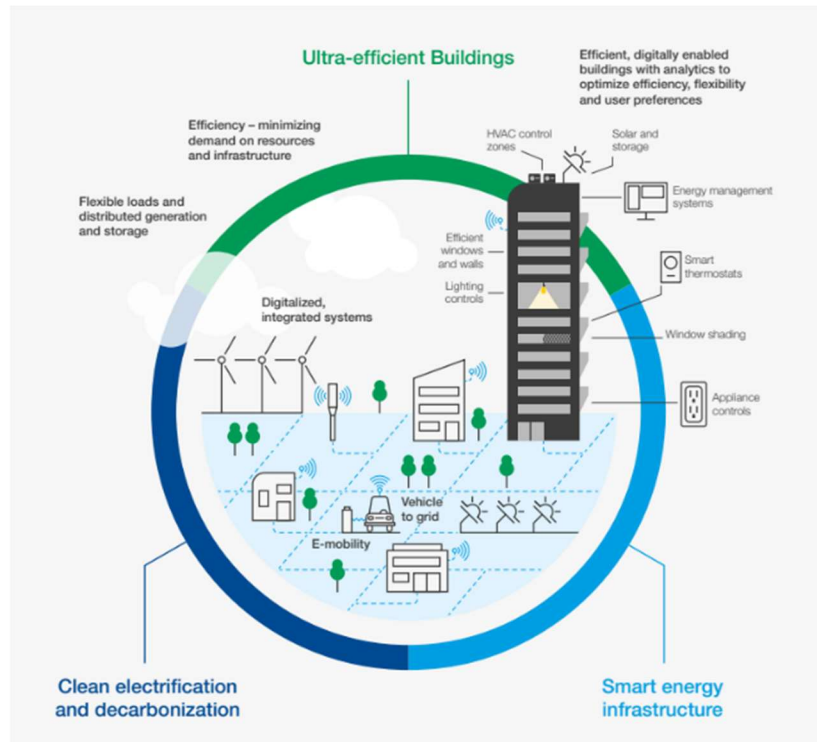 Ultra-efficient Buildings
Efficient, digitally enabled
buildings with analytics to
optimize efficiency, flexibility
and user preferences
Efficiency – minimizing
demand on resources
and infrastructure
HVAC control
zones
Solar and
storage
Flexible loads and
distributed generation
and storage
Energy management
systems
Efficient
windows
and walls
Smart
thermostats
Lighting
controls
Digitalized,
integrated systems
Window shading
Appliance
controls
Vehicle
to grid
E-mobility
Clean electrification
and decarbonization
Smart energy
infrastructure